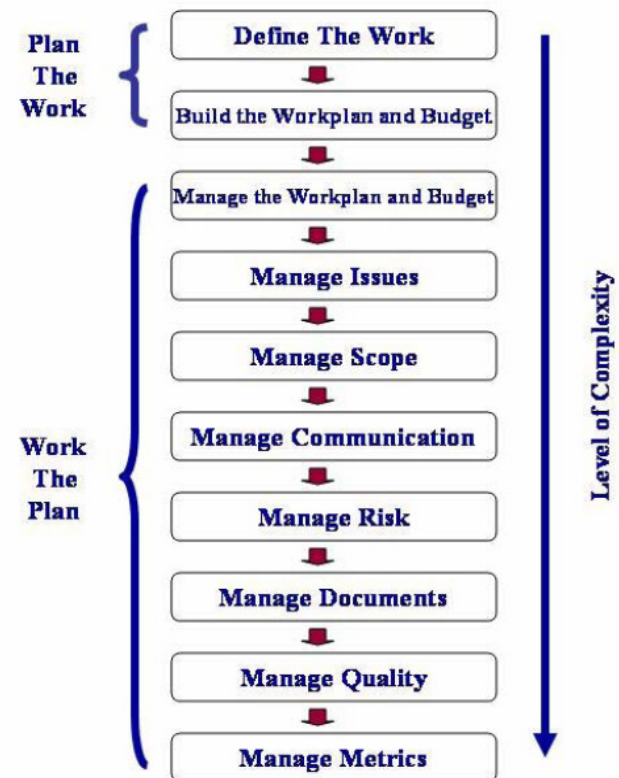 Plan
The
Work
Define The Work
Build the Workplan and Budget
Manage the Workplan and Budget
Manage Issues
Manage Scope
Manage Communication
Manage Risk
Manage Documents
Manage Quality
Manage Metrics
Work
The
Plan
Level of Complexity